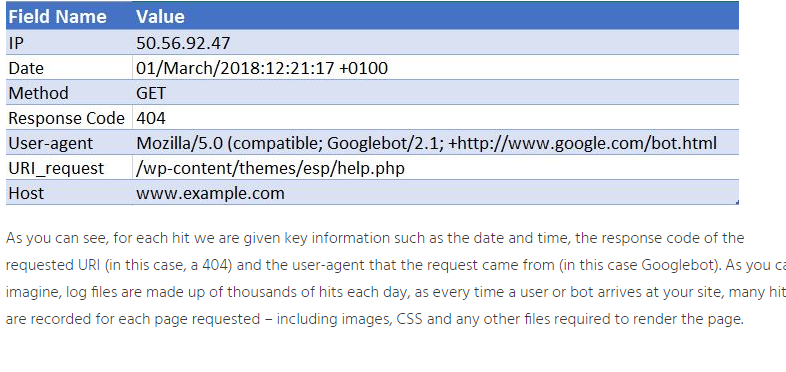 Field Name Value
IP 50.56.92.47
Date 01/March/2018:12:21:17 +0100
Method GET
Response Code 404
User-agent Mozilla/5.0 (compatible; Googlebot/2.1; +http://www.google.com/bot.html
URI_request /wp-content/themes/esp/help.php
Host www.example.com
As you can see, for each hit we are given key information such as the date and time, the response code of the
requested URI (in this case, a 404) and the user-agent that the request came from (in this case Googlebot). As you
imagine, log files are made up of thousands of hits each day, as every time a user or bot arrives at your site, many
are recorded for each page requested – including images, CSS and any other files required to render the page.